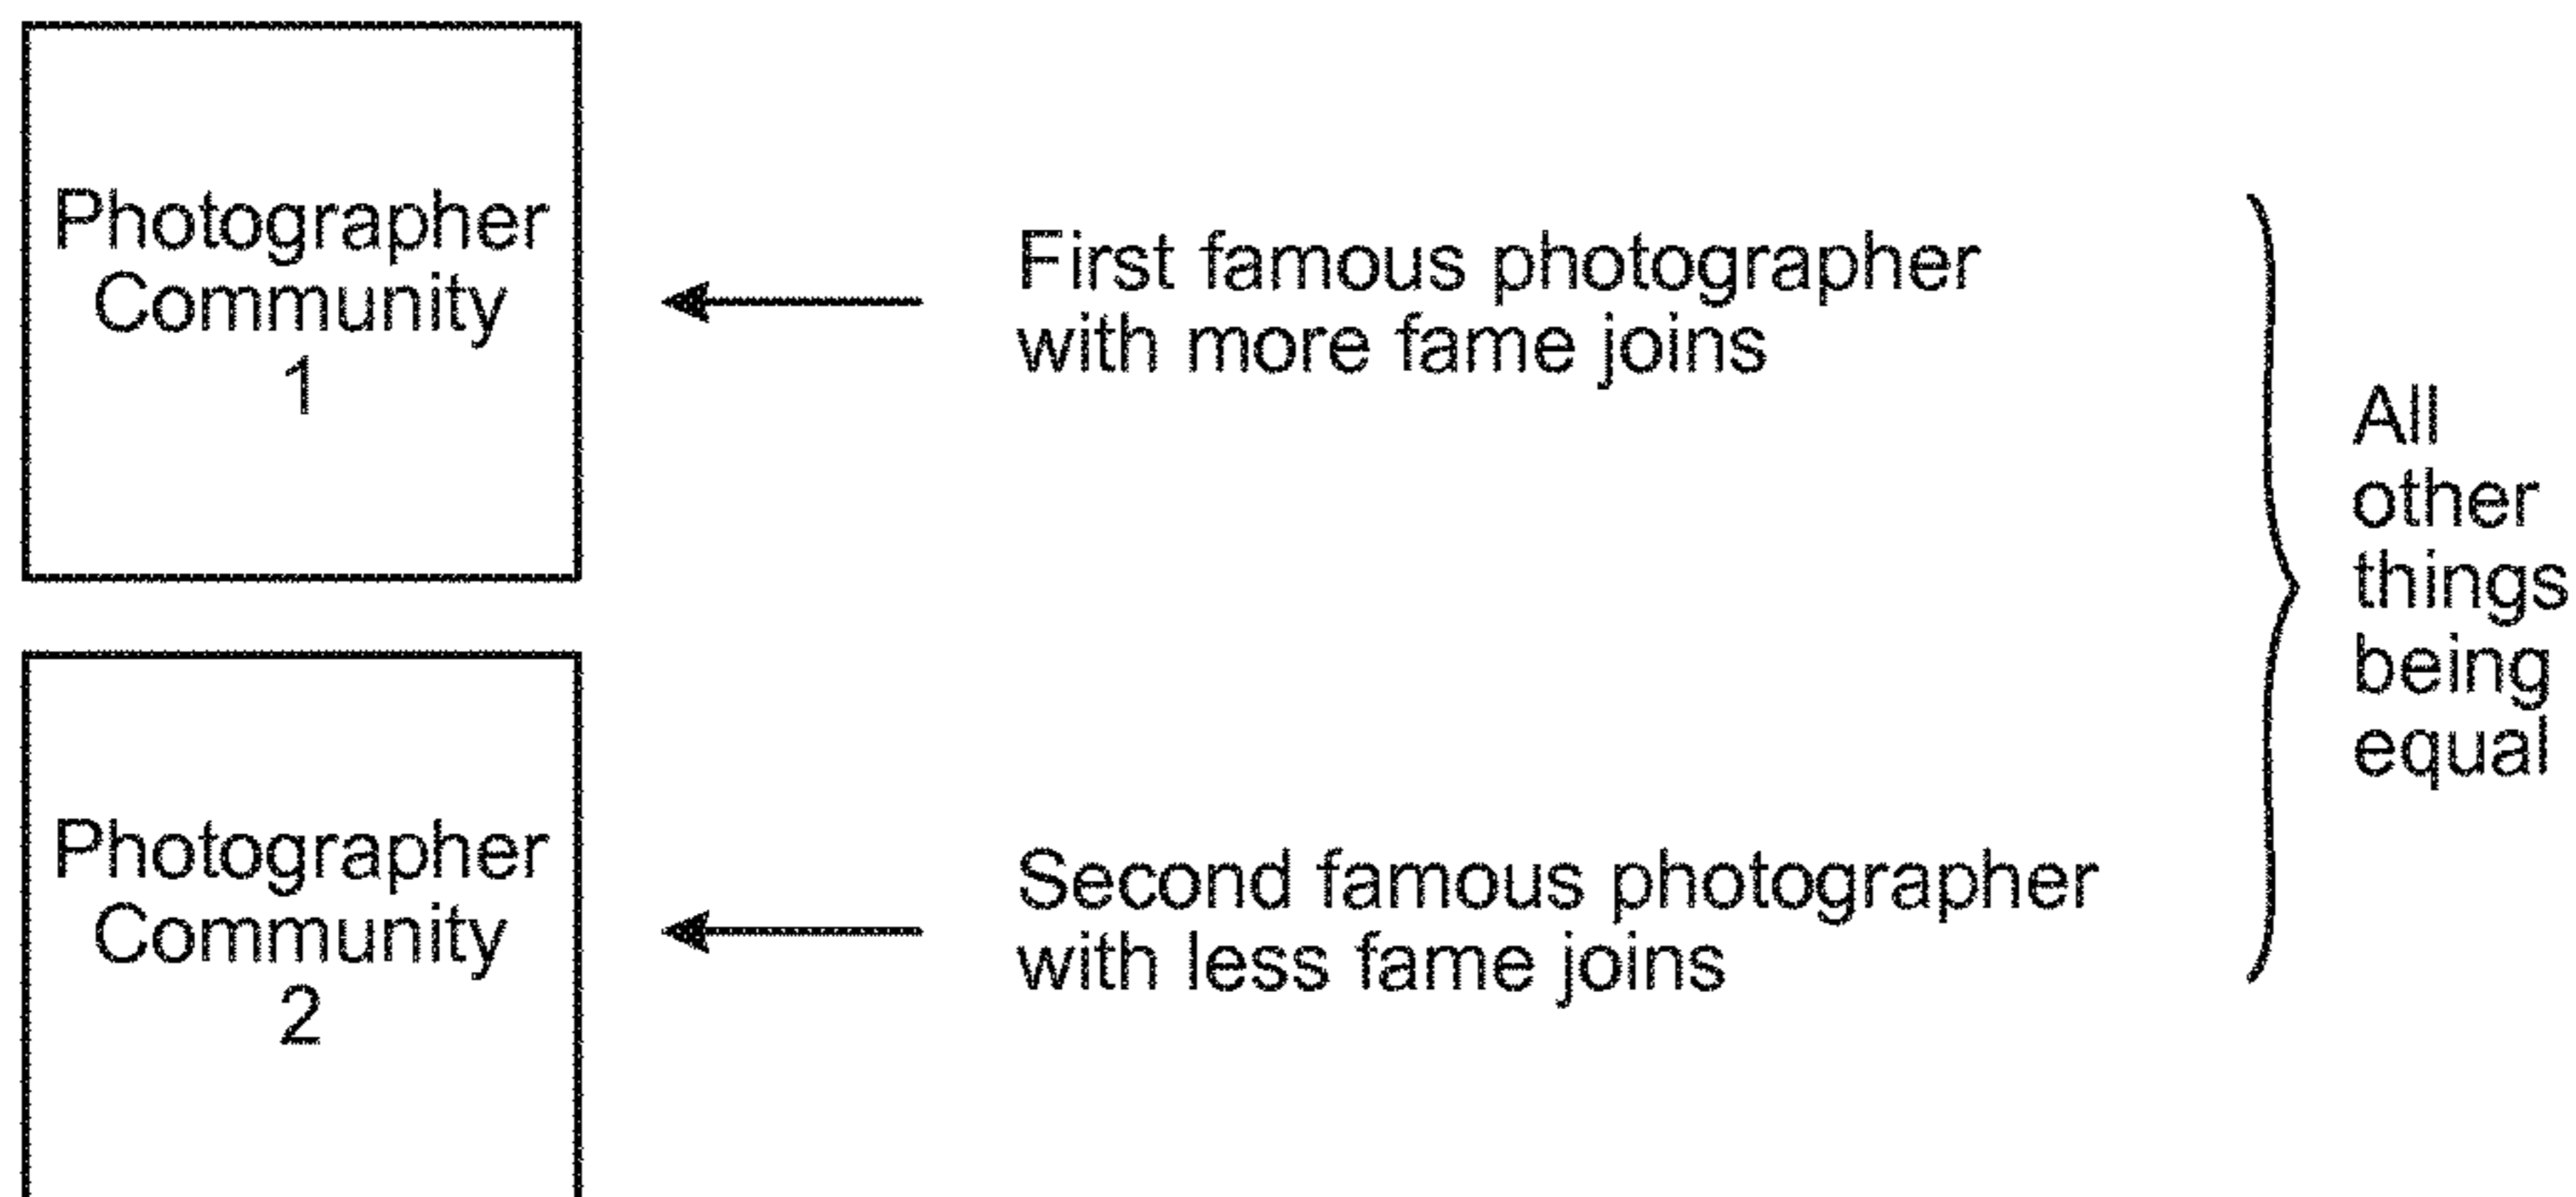 Photographer
Community
1
First famous photographer
with more fame joins
All
other
things
being
equal
Photographer
Community
2
Second famous photographer
with less fame joins